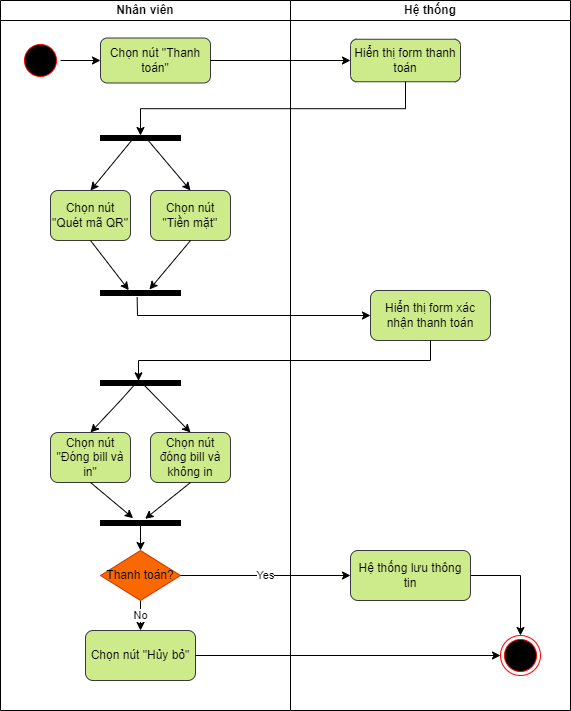 Nhân viên
Hệ thống
Chọn nút "Thanh
toán"
Hiển thị form thanh
toán
Chọn nút
"Quét mã QR"
Chọn nút
"Tiền mặt"
Hiển thị form xác
nhận thanh toán
Chọn nút
"Đóng bill và
in"
Chọn nút
đóng bill và
không in
Thanh toán?
Yes
Hệ thống lưu thông
tin
No
Chọn nút "Hủy bỏ"